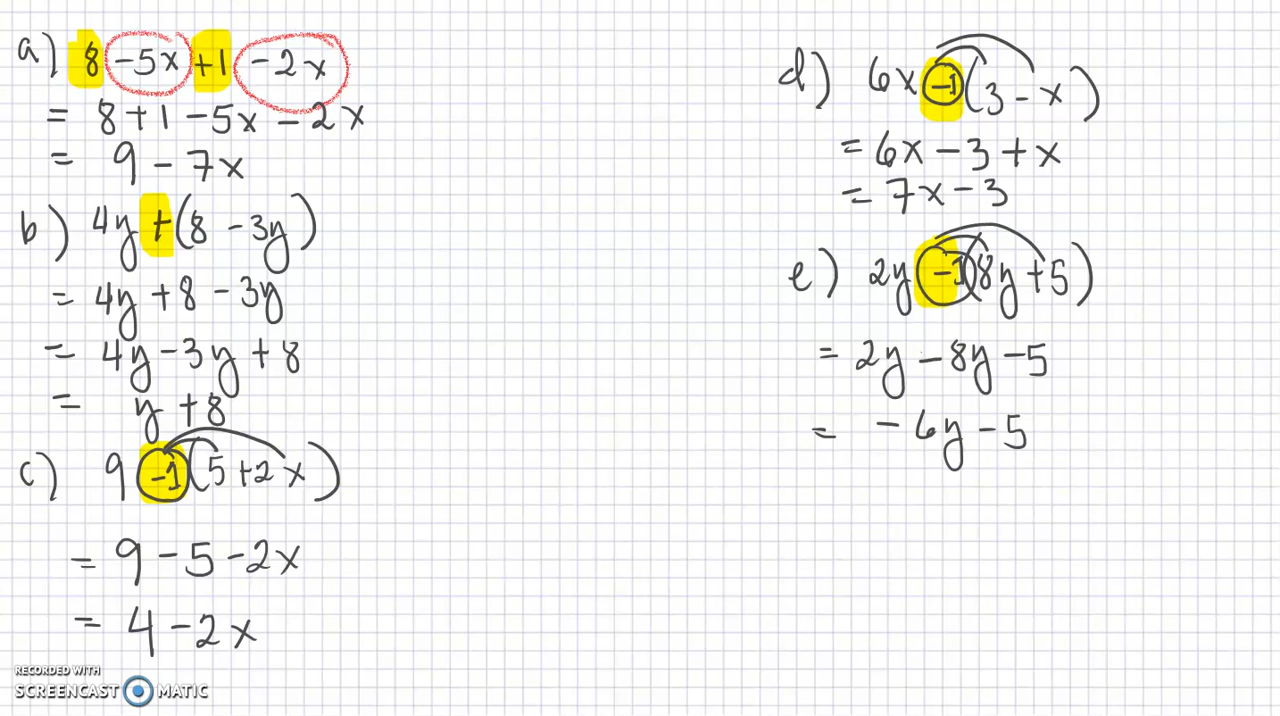 a) 8 -5x +1 -2x
= 8 + 1 - 5x - 2x
= 9 - 7x
b) 4y + (8 - 3y)
= 4y + 8 - 3y
= 4y - 3y + 8
= y + 8
c) 9 -1(5 + 2x)
= 9 - 5 - 2x
= 4 - 2x
d) 6x -1(3 - x)
= 6x - 3 + x
= 7x - 3
e) 2y -1(8y + 5)
= 2y - 8y - 5
= - 6y - 5
RECORDED WITH
SCREENCAST MATIC